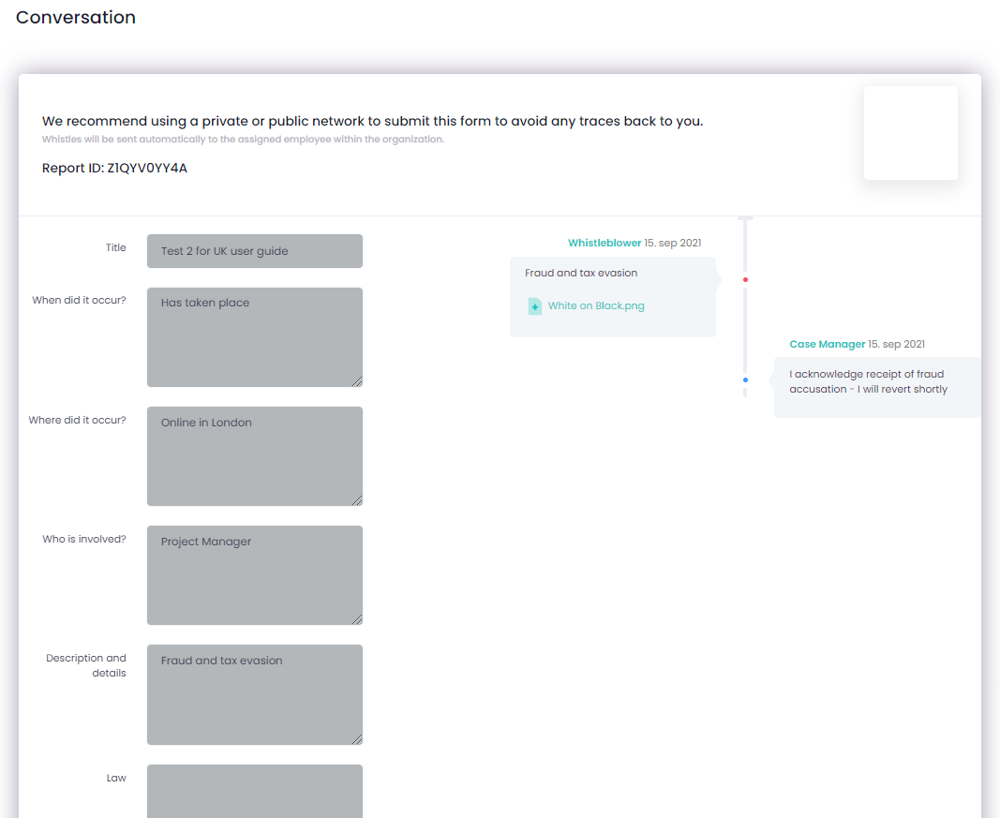 Conversation
We recommend using a private or public network to submit this form to avoid any traces back to you.
Whistles will be sent automatically to the assigned employee within the organization.
Report ID: Z1QYV0YY4A
Title
Test 2 for UK user guide
When did it occur?
Has taken place
Where did it occur?
Online in London
Who is involved?
Project Manager
Description and
details
Fraud and tax evasion
Law
Whistleblower 15. sep 2021
Fraud and tax evasion
White on Black.png
Case Manager 15. sep 2021
I acknowledge receipt of fraud
accusation - I will revert shortly